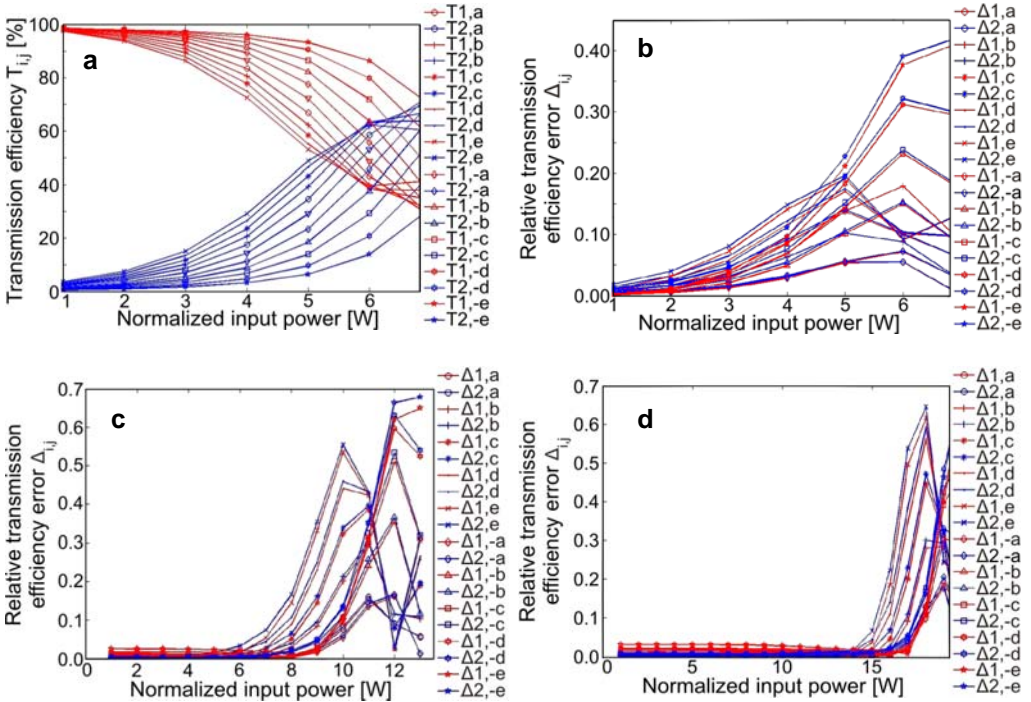 a
Transmission efficiency T i,j [%]
100
80
60
40
20
0
1 2 3 4 5 6
Normalized input power [W]
T1,a
T2,a
T1,b
T2,b
T1,c
T2,c
T1,d
T2,d
T1,e
T2,e
T1,-a
T2,-a
T1,-b
T2,-b
T1,-c
T2,-c
T1,-d
T2,-d
T1,-e
T2,-e
b
Relative transmission
efficiency error Δ i,j
0.40
0.30
0.20
0.10
0.00
1 2 3 4 5 6
Normalized input power [W]
Δ1,a
Δ2,a
Δ1,b
Δ2,b
Δ1,c
Δ2,c
Δ1,d
Δ2,d
Δ1,e
Δ2,e
Δ1,-a
Δ2,-a
Δ1,-b
Δ2,-b
Δ1,-c
Δ2,-c
Δ1,-d
Δ2,-d
Δ1,-e
Δ2,-e
c
Relative transmission
efficiency error Δ i,j
0.7
0.6
0.5
0.4
0.3
0.2
0.1
0.0
0 2 4 6 8 10 12
Normalized input power [W]
Δ1,a
Δ2,a
Δ1,b
Δ2,b
Δ1,c
Δ2,c
Δ1,d
Δ2,d
Δ1,e
Δ2,e
Δ1,-a
Δ2,-a
Δ1,-b
Δ2,-b
Δ1,-c
Δ2,-c
Δ1,-d
Δ2,-d
Δ1,-e
Δ2,-e
d
Relative transmission
efficiency error Δ i,j
0.7
0.6
0.5
0.4
0.3
0.2
0.1
0.0
0 5 10 15
Normalized input power [W]
Δ1,a
Δ2,a
Δ1,b
Δ2,b
Δ1,c
Δ2,c
Δ1,d
Δ2,d
Δ1,e
Δ2,e
Δ1,-a
Δ2,-a
Δ1,-b
Δ2,-b
Δ1,-c
Δ2,-c
Δ1,-d
Δ2,-d
Δ1,-e
Δ2,-e